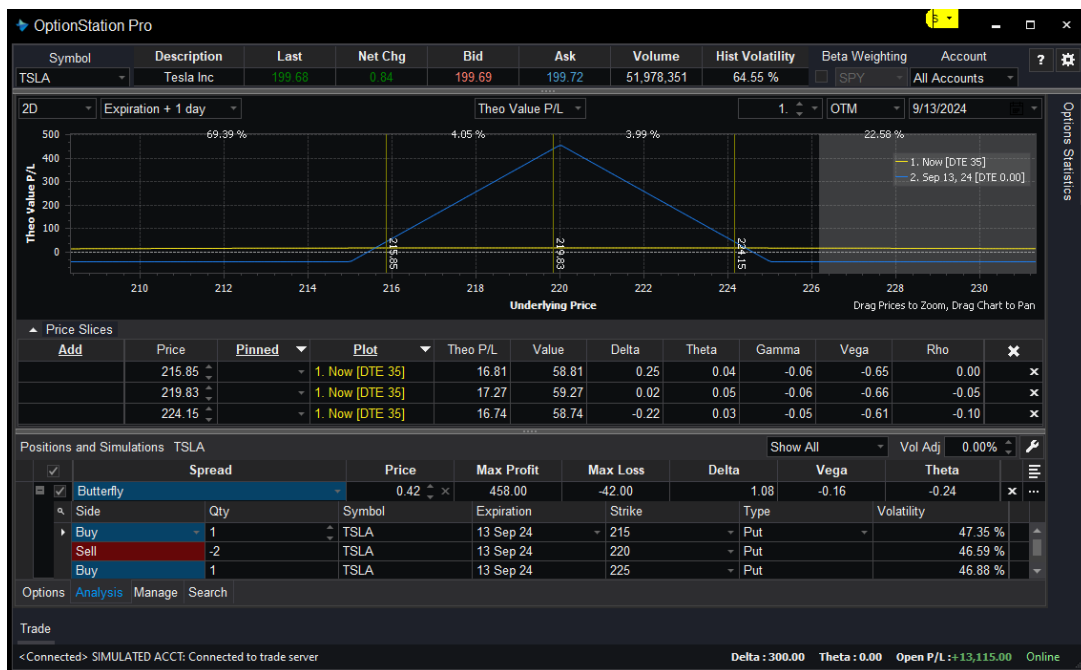 OptionStation Pro
S
Symbol Description Last Net Chg Bid Ask Volume Hist Volatility Beta Weighting Account ?
TSLA Tesla Inc 199.68 0.84 199.69 199.72 51,978,351 64.55 % SPY All Accounts
2D Expiration + 1 day Theo Value P/L 1. OTM 9/13/2024
Options Statistics
69.39 % 4.05 % 3.99 % 22.58 %
Theo Value P/L
500
400
300
200
100
0
1. Now [DTE 35]
2. Sep 13, 24 [DTE 0.00]
215.85 219.83 224.15
210 212 214 216 218 220 222 224 226 228 230
Underlying Price
Drag Prices to Zoom, Drag Chart to Pan
Price Slices
Add Price Pinned Plot Theo P/L Value Delta Theta Gamma Vega Rho
215.85 1. Now [DTE 35] 16.81 58.81 0.25 0.04 -0.06 -0.65 0.00
219.83 1. Now [DTE 35] 17.27 59.27 0.02 0.05 -0.06 -0.66 -0.05
224.15 1. Now [DTE 35] 16.74 58.74 -0.22 0.03 -0.05 -0.61 -0.10
Positions and Simulations TSLA Show All Vol Adj 0.00%
Spread Price Max Profit Max Loss Delta Vega Theta
Butterfly 0.42 458.00 -42.00 1.08 -0.16 -0.24
Side Qty Symbol Expiration Strike Type Volatility
Buy 1 TSLA 13 Sep 24 215 Put 47.35 %
Sell -2 TSLA 13 Sep 24 220 Put 46.59 %
Buy 1 TSLA 13 Sep 24 225 Put 46.88 %
Options Analysis Manage Search
Trade
<Connected> SIMULATED ACCT: Connected to trade server Delta : 300.00 Theta : 0.00 Open P/L :+13,115.00 Online